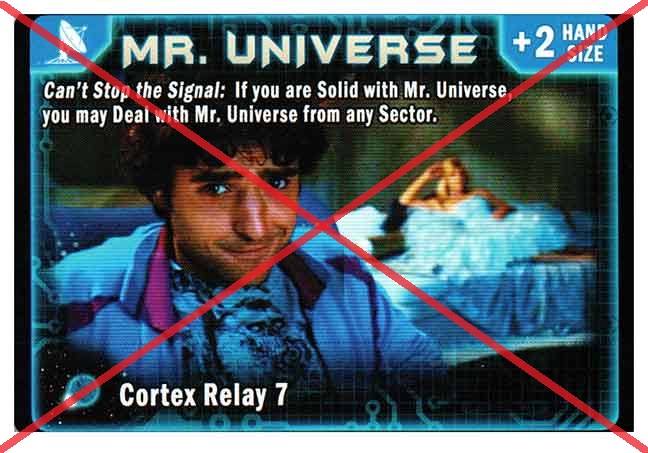 MR. UNIVERSE
+2 HAND
SIZE
Can't Stop the Signal: If you are Solid with Mr. Universe,
you may Deal with Mr. Universe from any Sector.
Cortex Relay 7